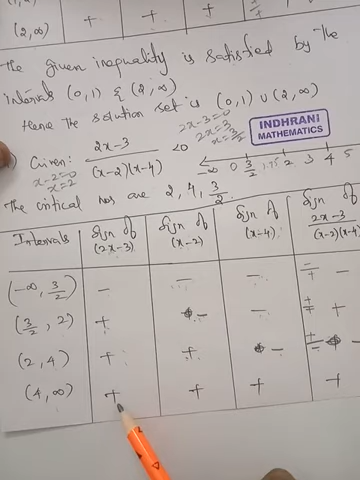 (2, ∞) + + +
The given inequality is satisfied by the
intervals (0, 1) & (2, ∞)
Hence the solution set is (0, 1) ∪ (2, ∞)
2x-3=0
2x=3
x=3/2
INDHRANI
MATHEMATICS
Given: 2x-3/(x-2)(x-4) <0
x-2=0
x=2
-∞ 0 3/2 1.75 2 3 4 5
The critical nos are 2, 4, 3/2.
Intervals | Sign of (2x-3) | Sign of (x-2) | Sign of (x-4) | Sign of 2x-3/(x-2)(x-4)
(-∞, 3/2) | - | - | - | -/+ -
(3/2, 2) | + | - | - | +/+ +
(2, 4) | + | + | - | +/- -
(4, ∞) | + | + | + | +